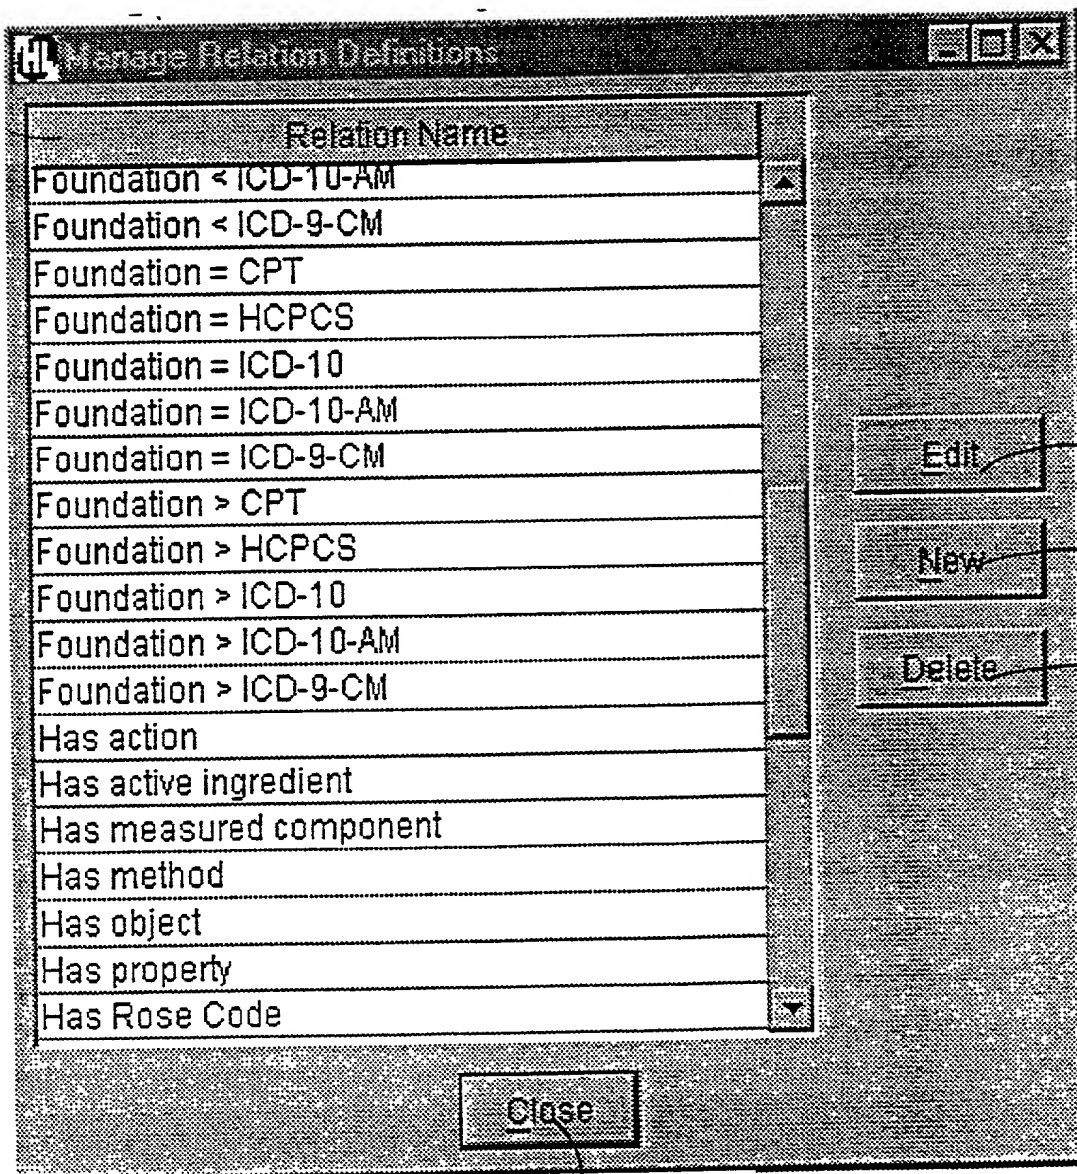 HL Manage Relation Definitions
Relation Name
Foundation < ICD-10-AM
Foundation < ICD-9-CM
Foundation = CPT
Foundation = HCPCS
Foundation = ICD-10
Foundation = ICD-10-AM
Foundation = ICD-9-CM
Foundation > CPT
Foundation > HCPCS
Foundation > ICD-10
Foundation > ICD-10-AM
Foundation > ICD-9-CM
Has action
Has active ingredient
Has measured component
Has method
Has object
Has property
Has Rose Code
Edit
New
Delete
Close